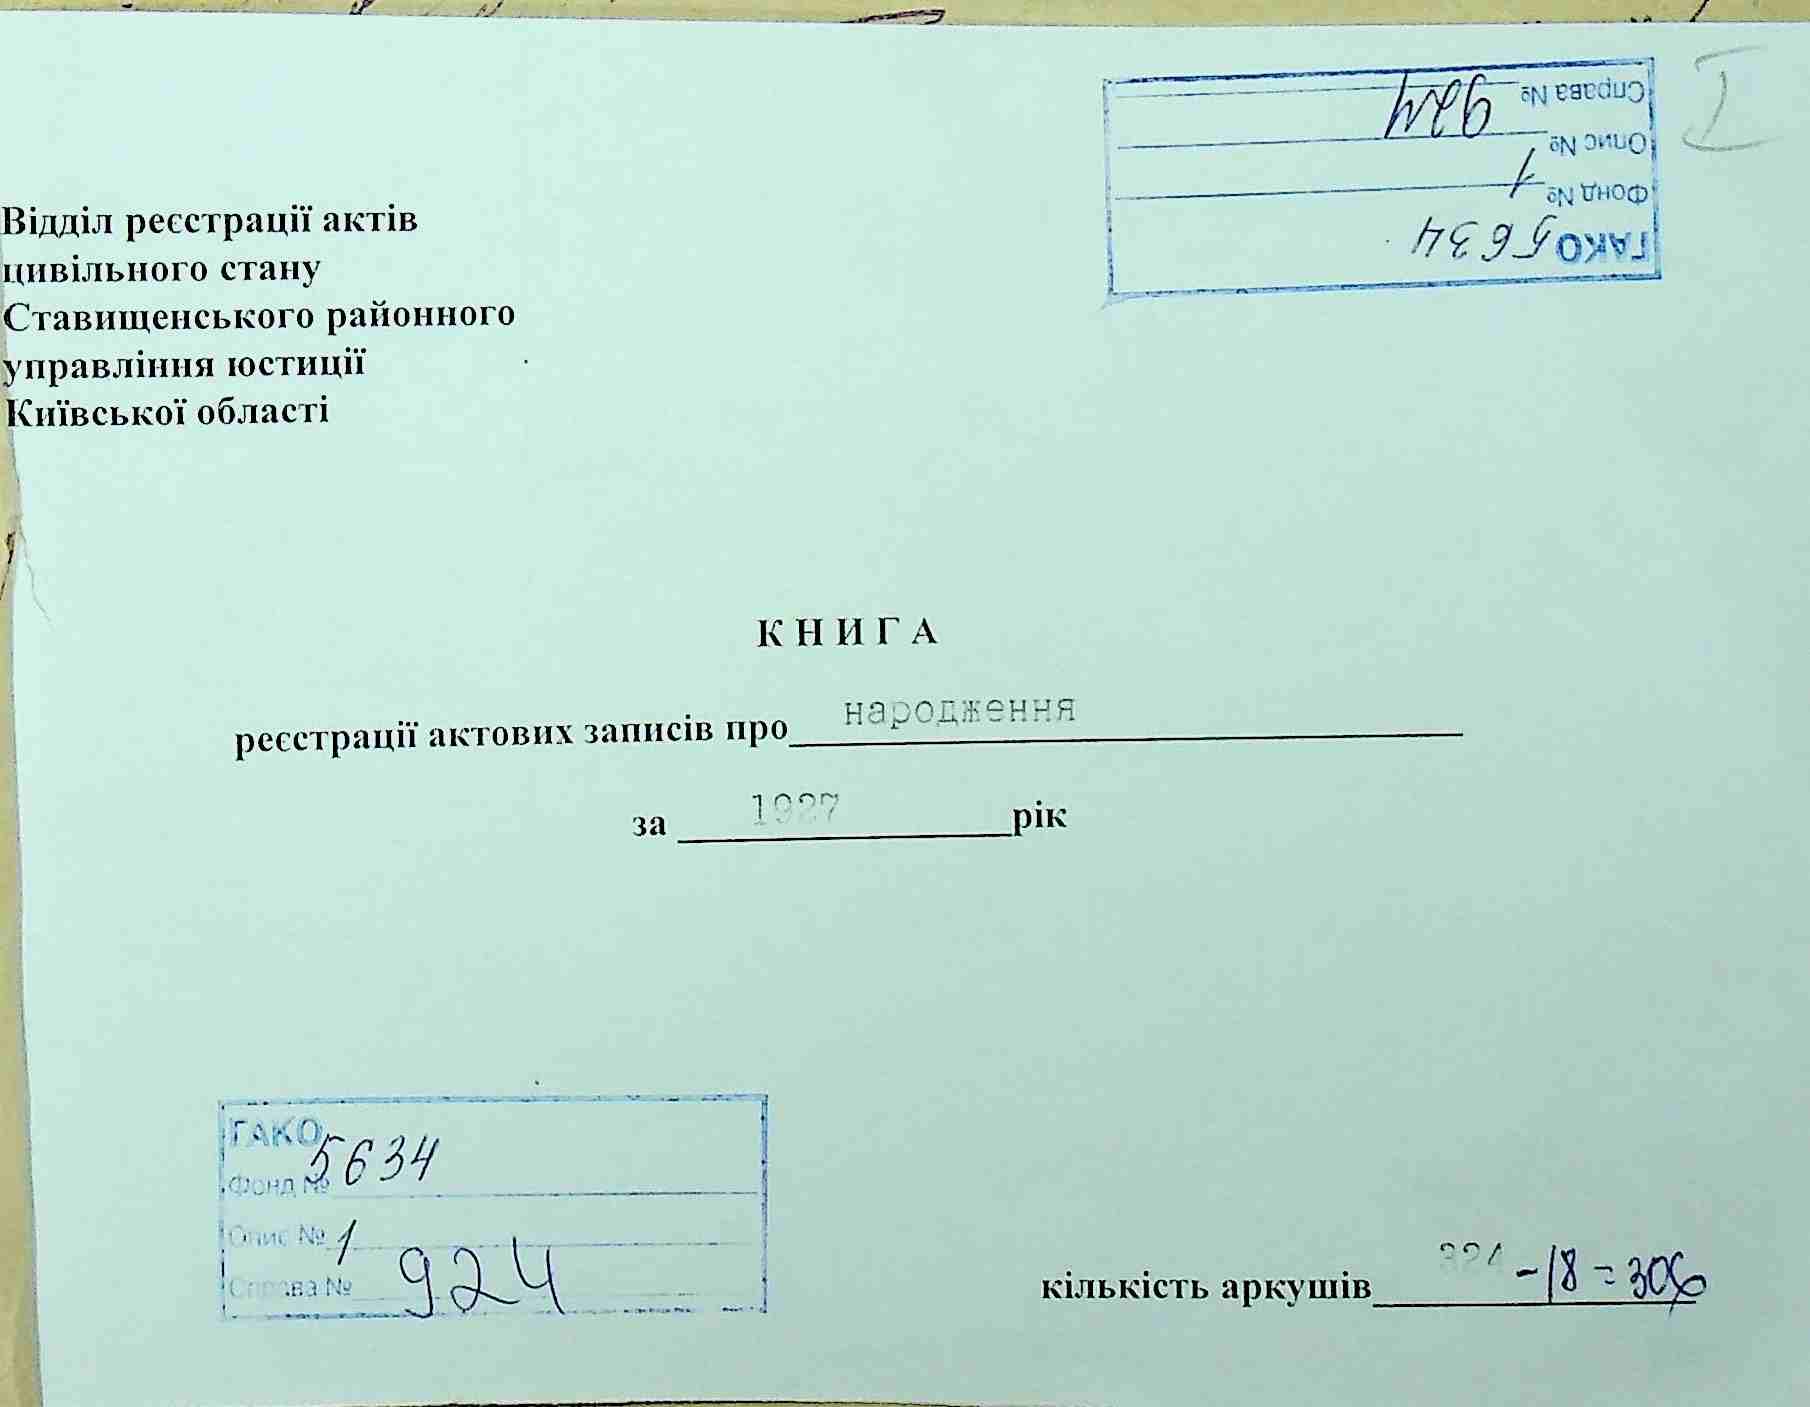 Справа № 924
Опис № 1
Фонд № 5634
ГАКО
I
Відділ реєстрації актів
цивільного стану
Ставищенського районного
управління юстиції
Київської області
КНИГА
реєстрації актових записів про народження
за 1927 рік
ГАКО
Фонд № 5634
Опис № 1
Справа № 924
кількість аркушів 324 -18 = 306